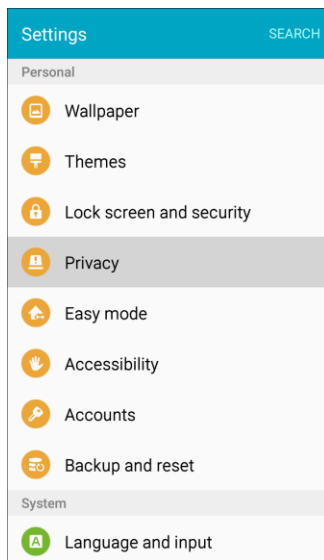 Settings
SEARCH
Personal
Wallpaper
Themes
Lock screen and security
Privacy
Easy mode
Accessibility
Accounts
Backup and reset
System
A
Language and input